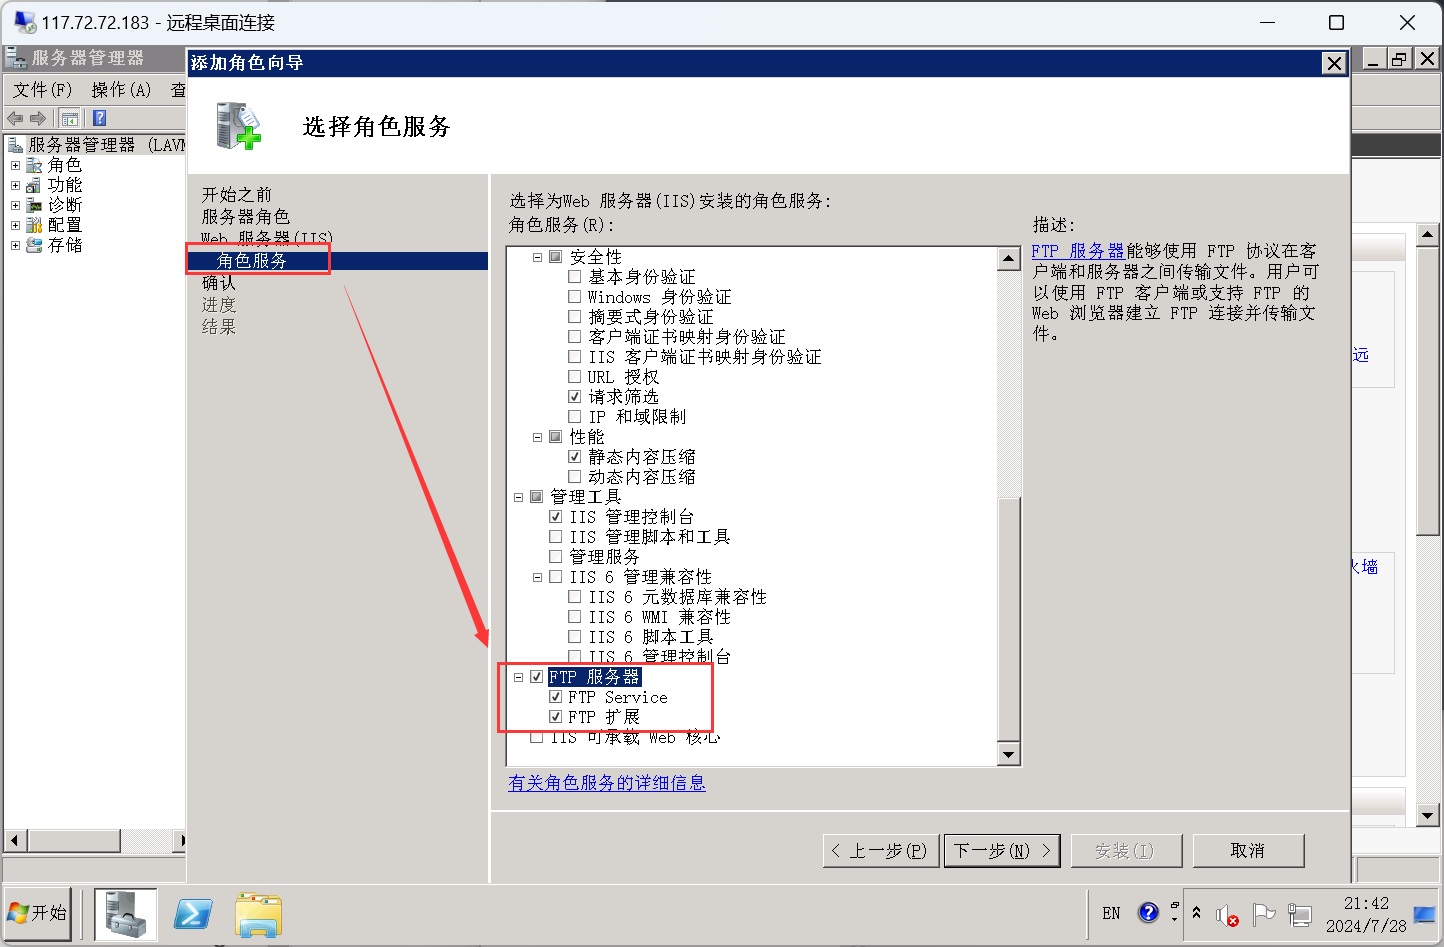 117.72.72.183 - 远程桌面连接
服务器管理器
添加角色向导
文件(F) 操作(A) 查
选择角色服务
服务器管理器 (LAVM
角色
功能
诊断
配置
存储
开始之前
服务器角色
Web 服务器(IIS)
角色服务
确认
进度
结果
选择为Web 服务器(IIS)安装的角色服务:
角色服务(R):
安全性
基本身份验证
Windows 身份验证
摘要式身份验证
客户端证书映射身份验证
IIS 客户端证书映射身份验证
URL 授权
请求筛选
IP 和域限制
性能
静态内容压缩
动态内容压缩
管理工具
IIS 管理控制台
IIS 管理脚本和工具
管理服务
IIS 6 管理兼容性
IIS 6 元数据库兼容性
IIS 6 WMI 兼容性
IIS 6 脚本工具
IIS 6 管理控制台
FTP 服务器
FTP Service
FTP 扩展
IIS 可承载 Web 核心
有关角色服务的详细信息
描述:
FTP 服务器能够使用 FTP 协议在客
户端和服务器之间传输文件。用户可
以使用 FTP 客户端或支持 FTP 的
Web 浏览器建立 FTP 连接并传输文
件。
远
火墙
< 上一步(P)
下一步(N) >
安装(I)
取消
开始
EN
21:42
2024/7/28